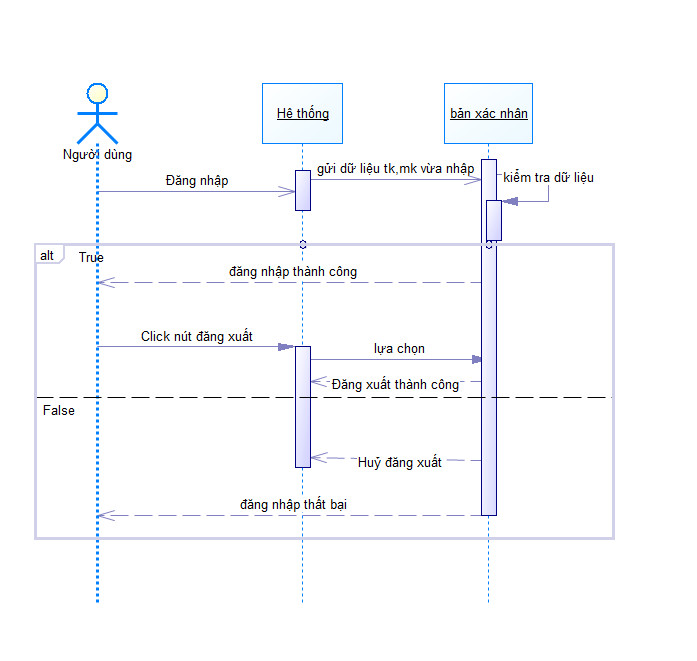 Người dùng
Hê thống
bản xác nhân
Đăng nhập
gửi dữ liệu tk,mk vừa nhập
kiểm tra dữ liệu
alt
True
đăng nhập thành công
Click nút đăng xuất
lựa chọn
Đăng xuất thành công
False
Huỷ đăng xuất
đăng nhập thất bại